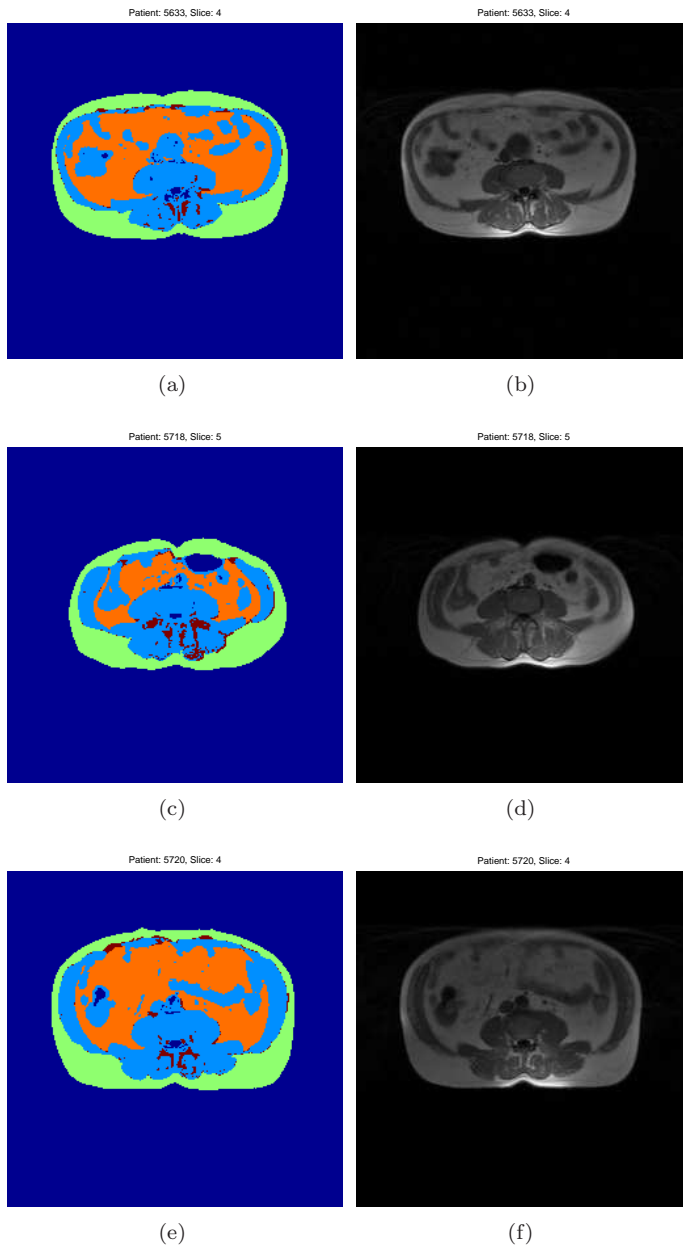 Patient: 5633, Slice: 4
Patient: 5633, Slice: 4
(a)
(b)
Patient: 5718, Slice: 5
Patient: 5718, Slice: 5
(c)
(d)
Patient: 5720, Slice: 4
Patient: 5720, Slice: 4
(e)
(f)